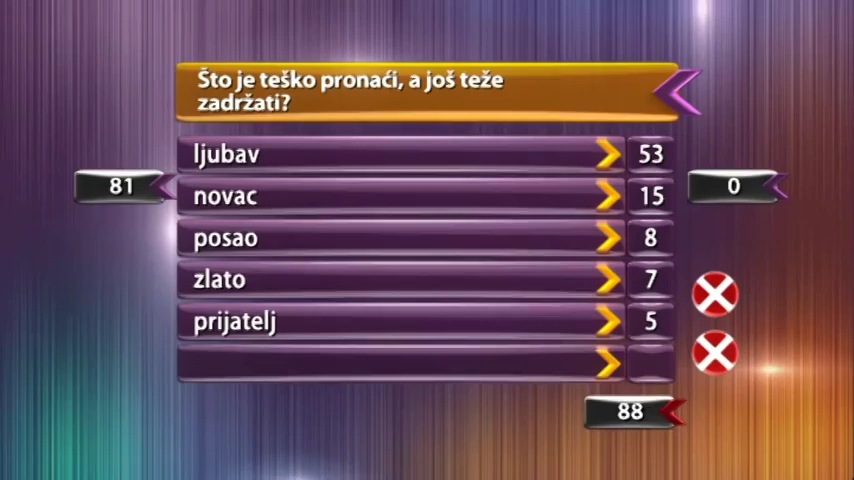 Što je teško pronaći, a još teže
zadržati?
ljubav 53
81
0
novac 15
posao 8
zlato 7
prijatelj 5
88